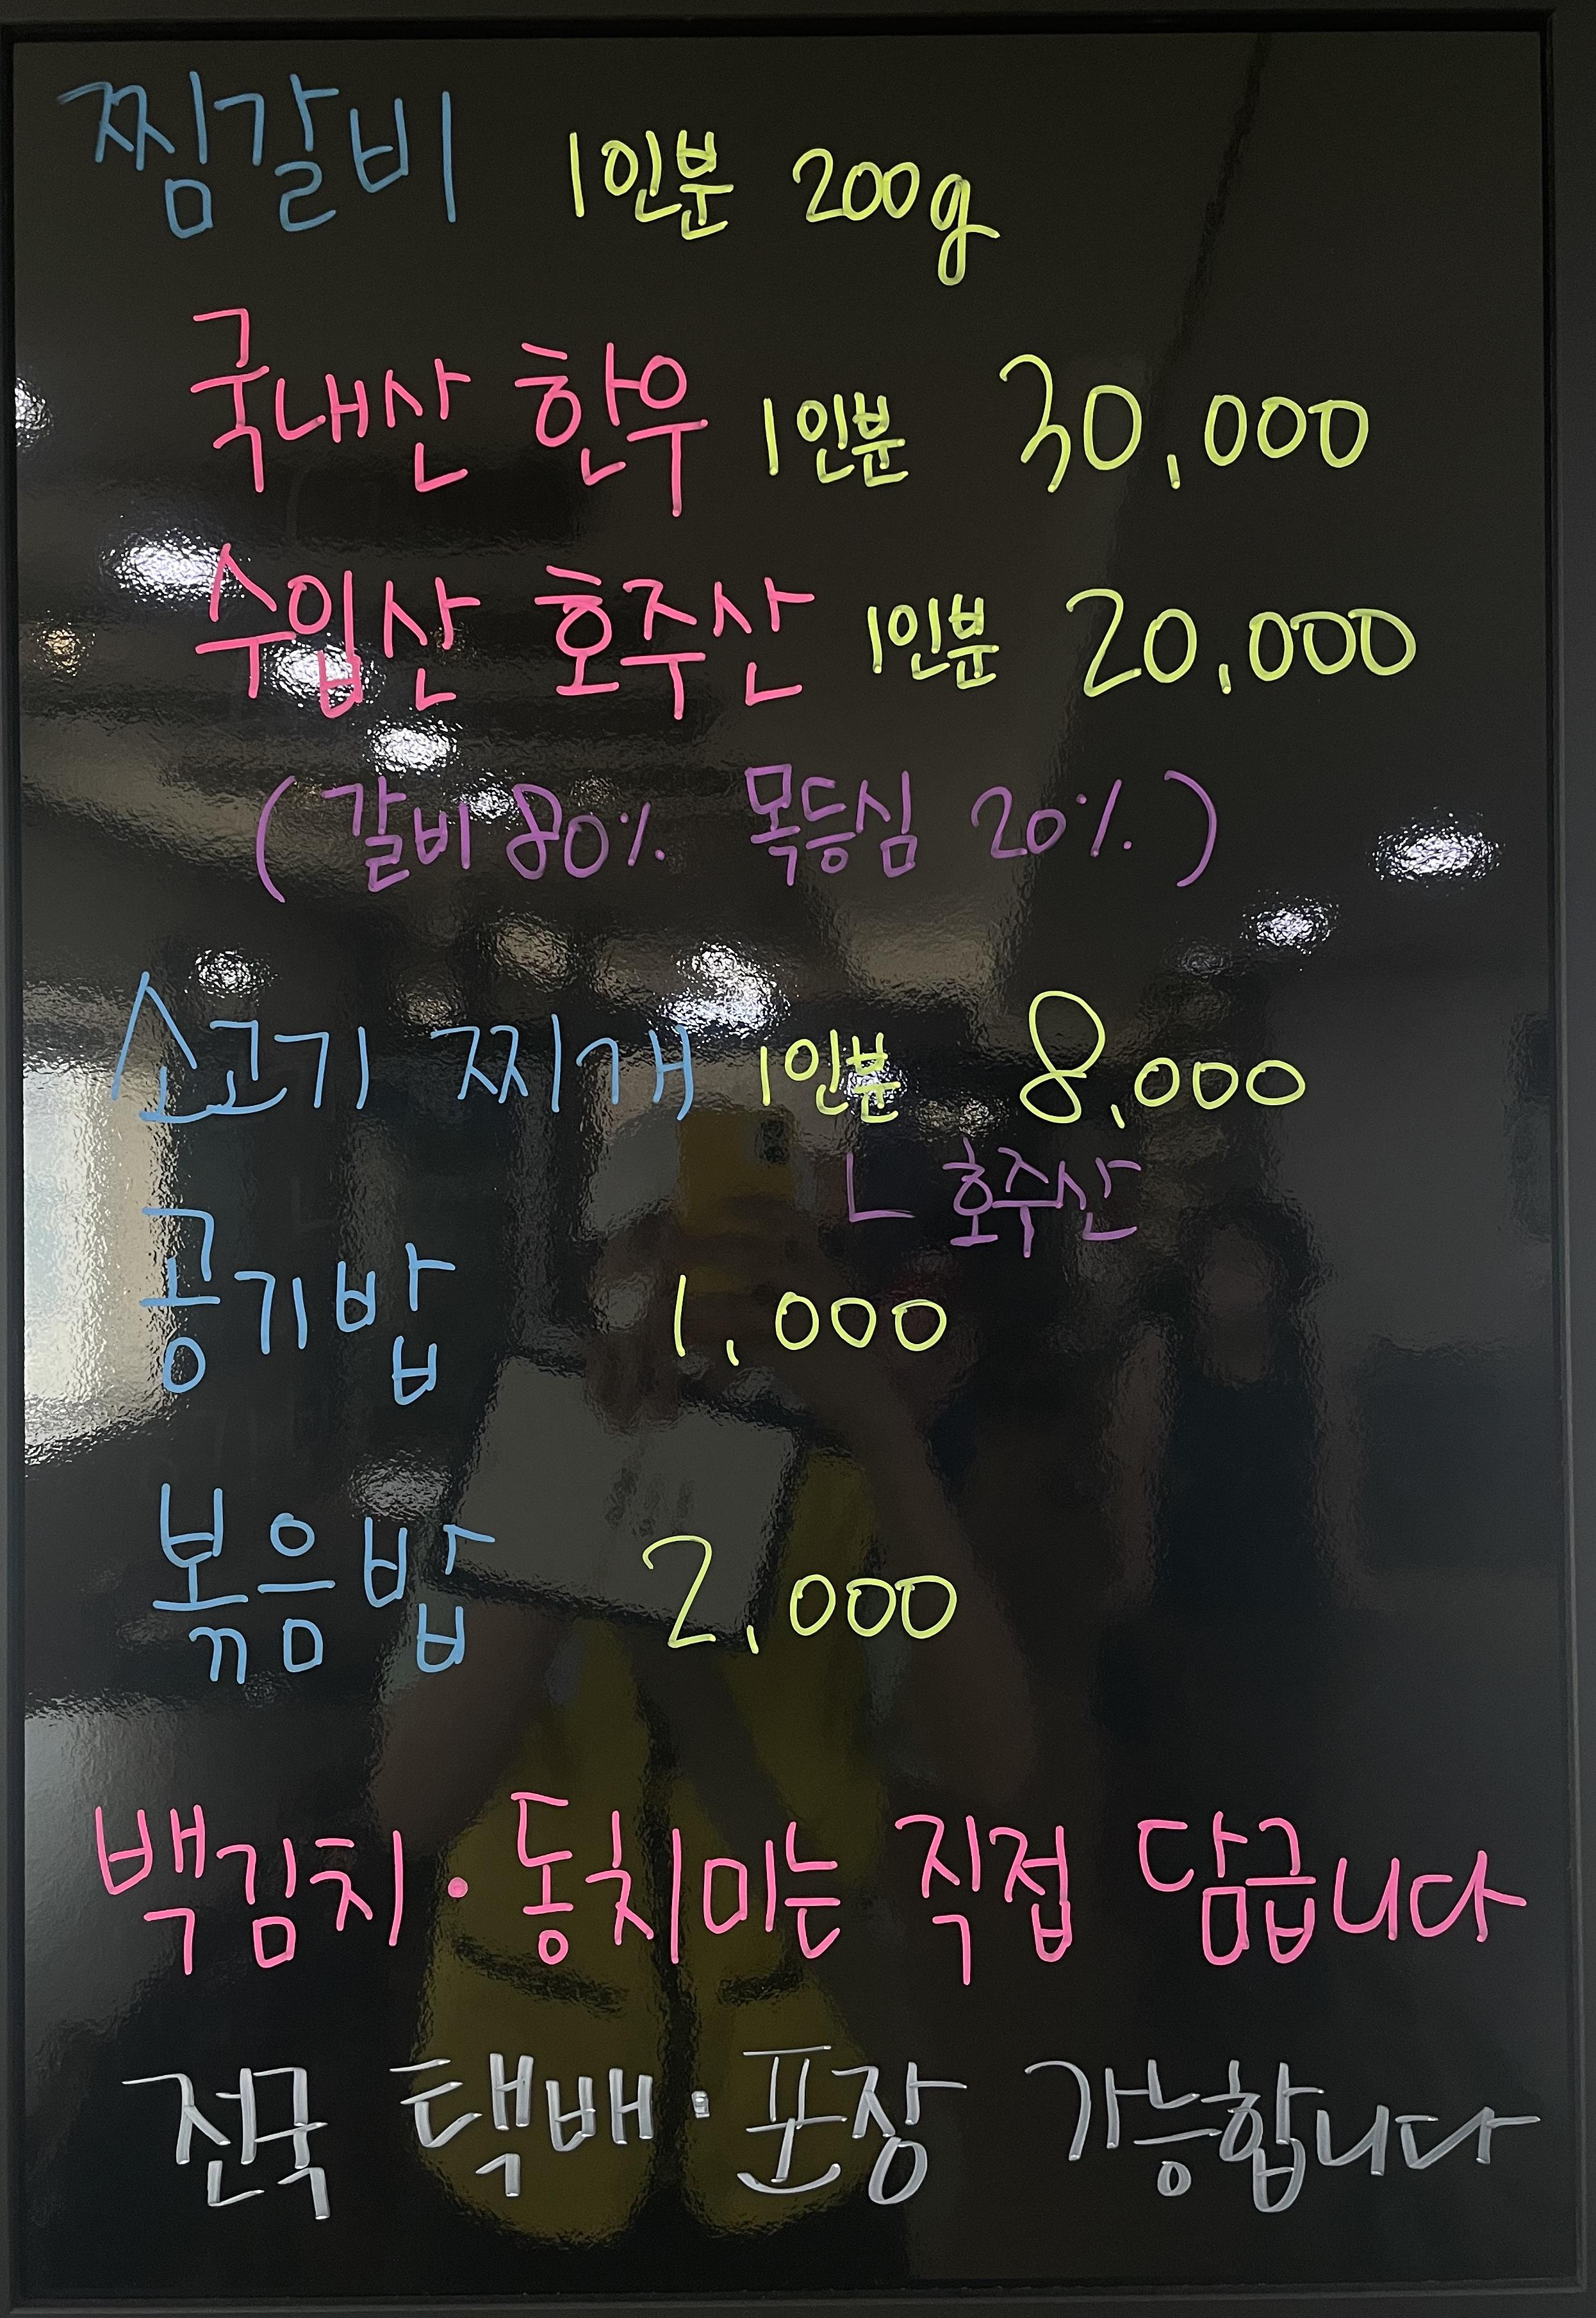 찜갈비 1인분 200g
국내산 한우 1인분 30,000
수입산 호주산 1인분 20,000
(갈비 80% 목등심 20%)
소고기 찌개 1인분 8,000
ㄴ 호주산
공기밥 1,000
볶음밥 2,000
백김치·동치미는 직접 담급니다
전국 택배·포장 가능합니다